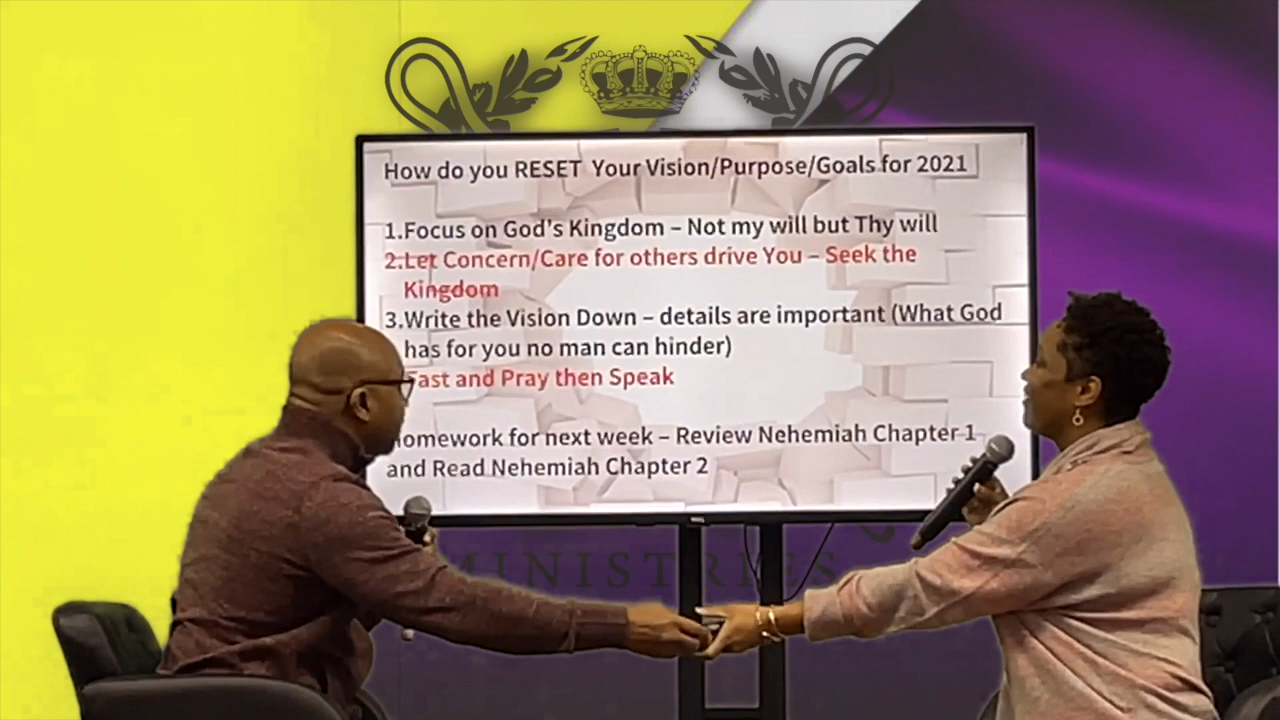 How do you RESET Your Vision/Purpose/Goals for 2021
1.Focus on God's Kingdom – Not my will but Thy will
2.Let Concern/Care for others drive You – Seek the
Kingdom
3.Write the Vision Down – details are important (What God
has for you no man can hinder)
Fast and Pray then Speak
Homework for next week – Review Nehemiah Chapter 1
and Read Nehemiah Chapter 2
MINISTRIES